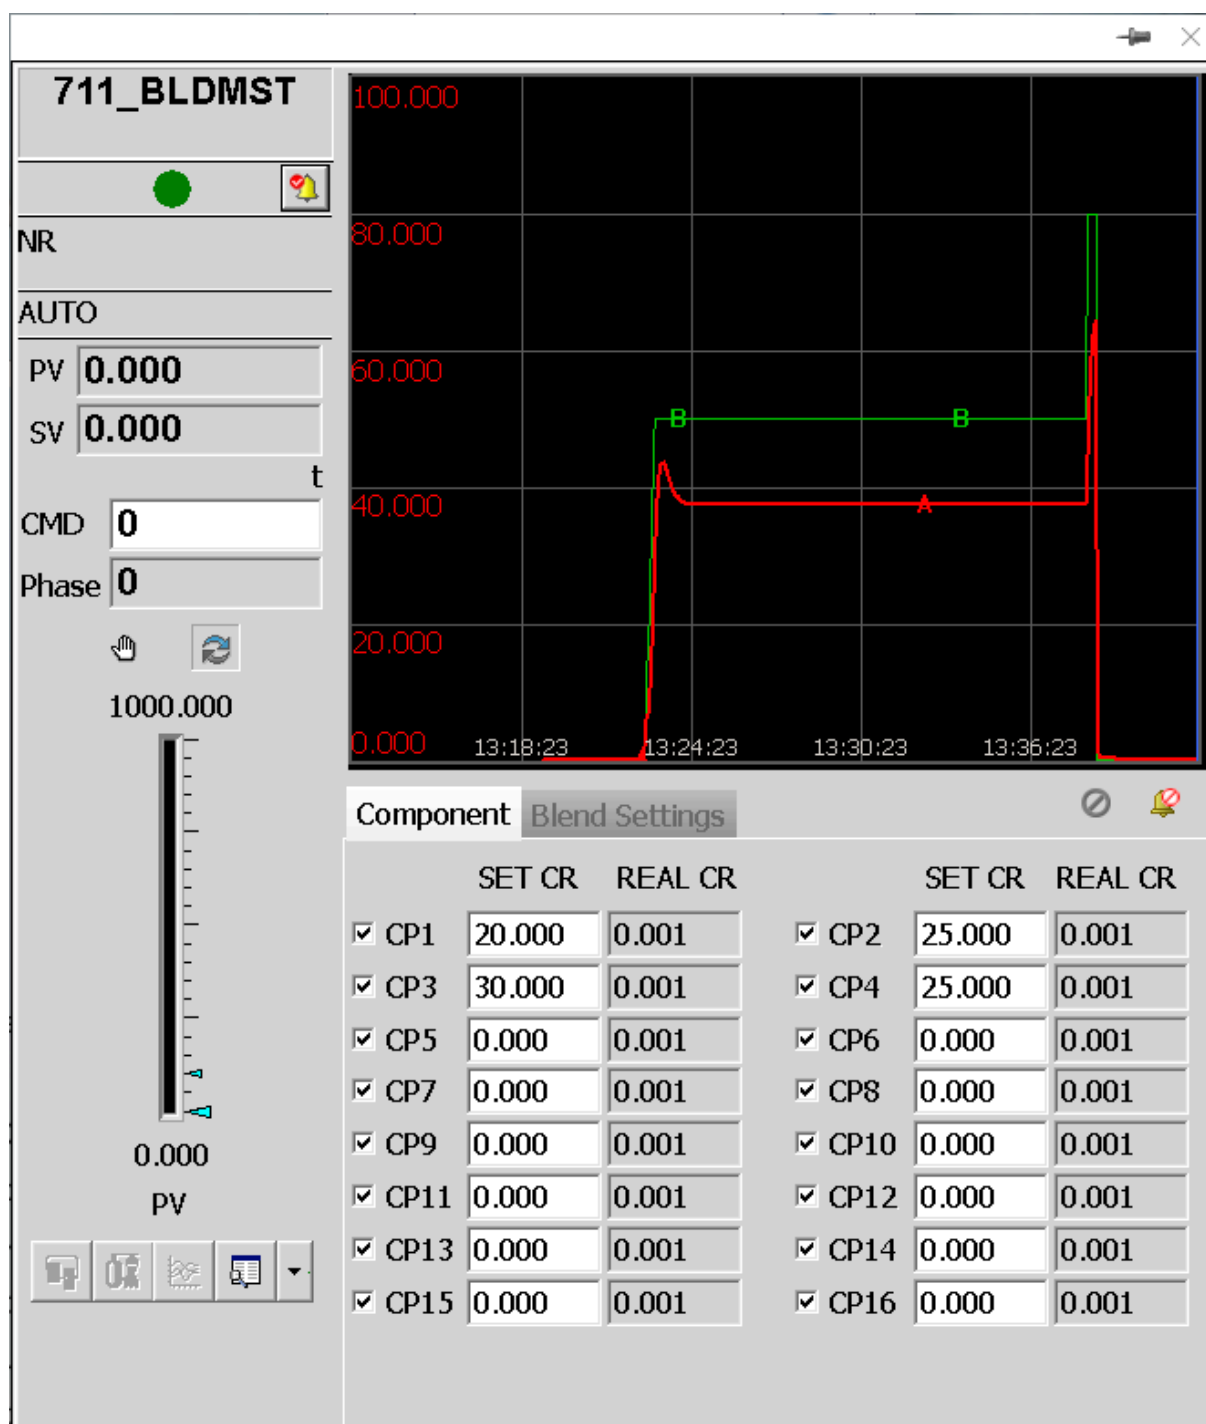 711_BLDMST
NR
AUTO
PV 0.000
SV 0.000
t
CMD 0
Phase 0
1000.000
0.000
PV
100.000
80.000
60.000
B B
40.000
A
20.000
0.000 13:18:23 13:24:23 13:30:23 13:36:23
Component Blend Settings
SET CR REAL CR SET CR REAL CR
CP1 20.000 0.001 CP2 25.000 0.001
CP3 30.000 0.001 CP4 25.000 0.001
CP5 0.000 0.001 CP6 0.000 0.001
CP7 0.000 0.001 CP8 0.000 0.001
CP9 0.000 0.001 CP10 0.000 0.001
CP11 0.000 0.001 CP12 0.000 0.001
CP13 0.000 0.001 CP14 0.000 0.001
CP15 0.000 0.001 CP16 0.000 0.001